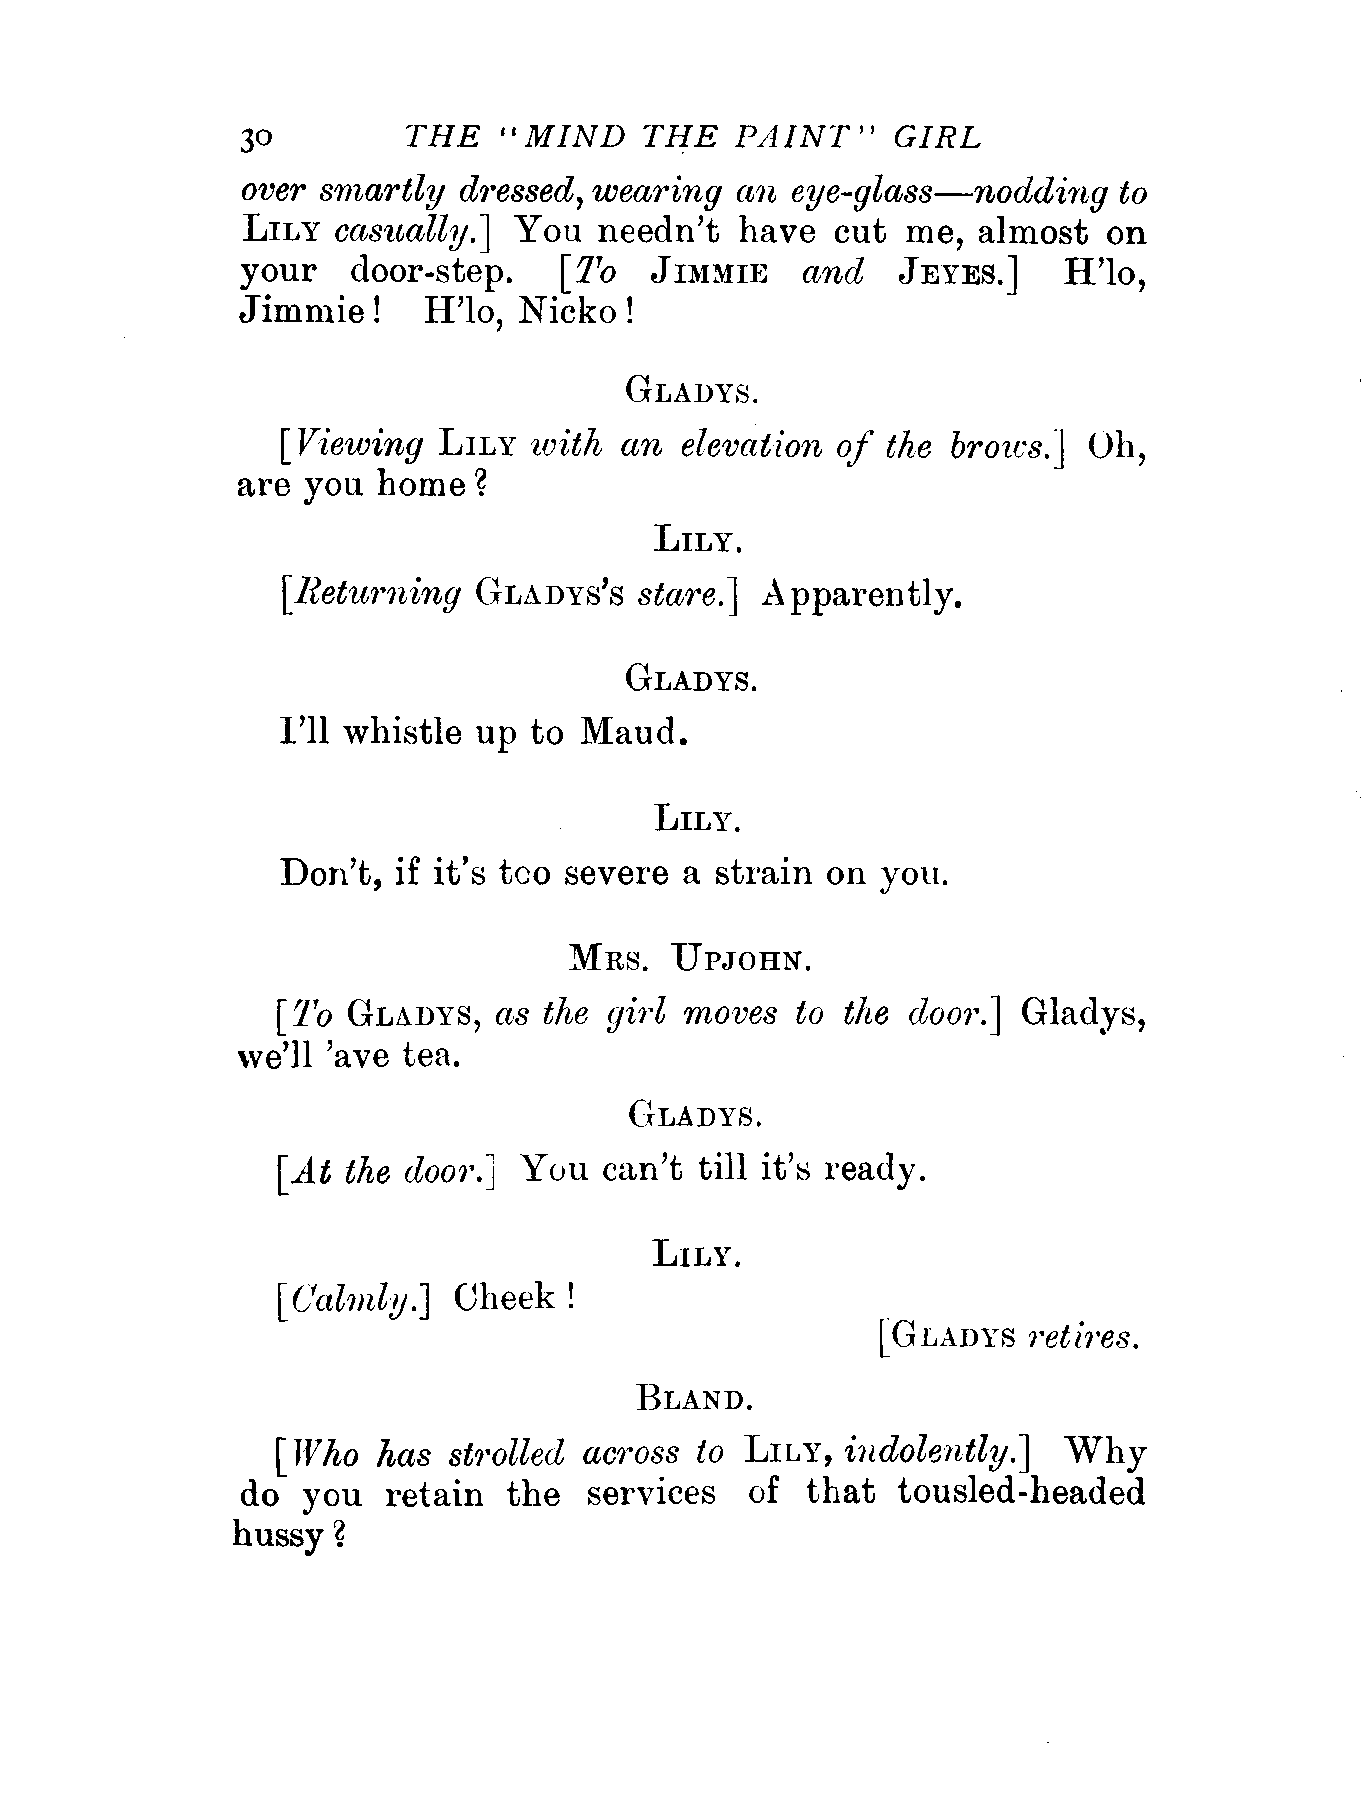 30 THE "MIND THE PAINT" GIRL
over smartly dressed, wearing an eye-glass—nodding to
LILY casually.] You needn't have cut me, almost on
your door-step. [To JIMMIE and JEYES.] H'lo,
Jimmie! H'lo, Nicko!
GLADYS.
[Viewing LILY with an elevation of the brows.] Oh,
are you home?
LILY.
[Returning GLADYS'S stare.] Apparently.
GLADYS.
I'll whistle up to Maud.
LILY.
Don't, if it's too severe a strain on you.
MRS. UPJOHN.
[To GLADYS, as the girl moves to the door.] Gladys,
we'll 'ave tea.
GLADYS.
[At the door.] You can't till it's ready.
LILY.
[Calmly.] Cheek!
[GLADYS retires.
BLAND.
[Who has strolled across to LILY, indolently.] Why
do you retain the services of that tousled-headed
hussy?